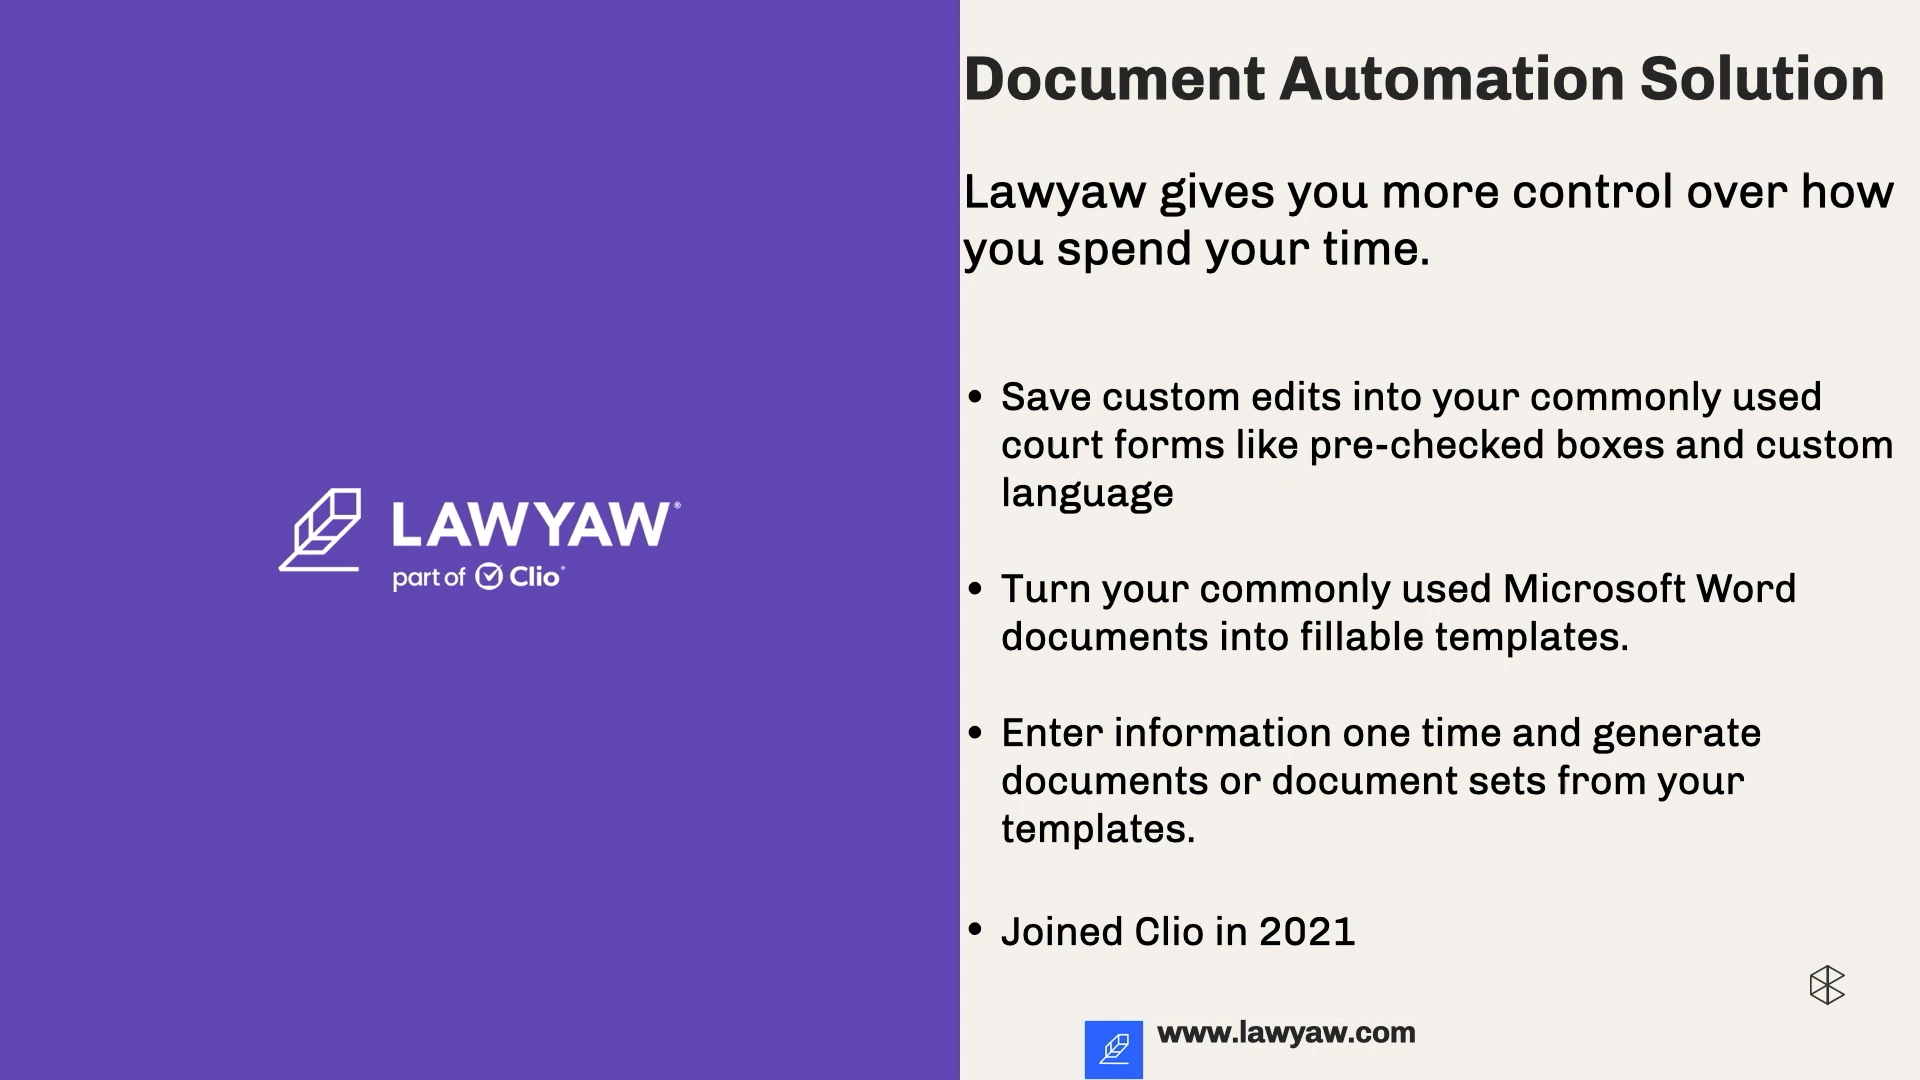 LAWYAW®
part of Clio®
Document Automation Solution
Lawyaw gives you more control over how
you spend your time.
• Save custom edits into your commonly used
court forms like pre-checked boxes and custom
language
• Turn your commonly used Microsoft Word
documents into fillable templates.
• Enter information one time and generate
documents or document sets from your
templates.
• Joined Clio in 2021
www.lawyaw.com